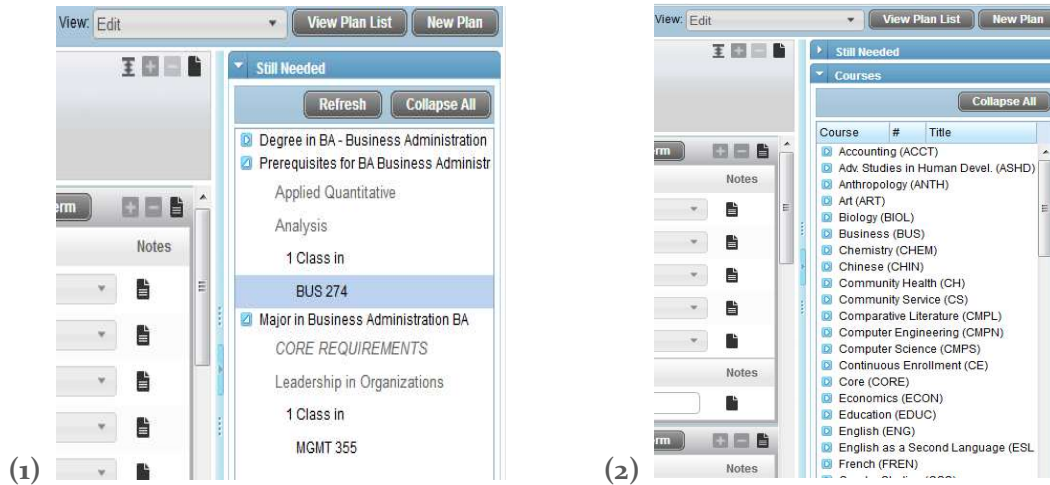 View: Edit View Plan List New Plan
Still Needed
Refresh Collapse All
Degree in BA - Business Administration
Prerequisites for BA Business Administr
Applied Quantitative
Analysis
1 Class in
BUS 274
Major in Business Administration BA
CORE REQUIREMENTS
Leadership in Organizations
1 Class in
MGMT 355
erm
Notes
(1)
View: Edit View Plan List New Plan
Still Needed
Courses
Collapse All
Course # Title
Accounting (ACCT)
Adv. Studies in Human Devel. (ASHD)
Anthropology (ANTH)
Art (ART)
Biology (BIOL)
Business (BUS)
Chemistry (CHEM)
Chinese (CHIN)
Community Health (CH)
Community Service (CS)
Comparative Literature (CMPL)
Computer Engineering (CMPN)
Computer Science (CMPS)
Continuous Enrollment (CE)
Core (CORE)
Economics (ECON)
Education (EDUC)
English (ENG)
English as a Second Language (ESL
French (FREN)
rm
Notes
Notes
rm
Notes
(2)